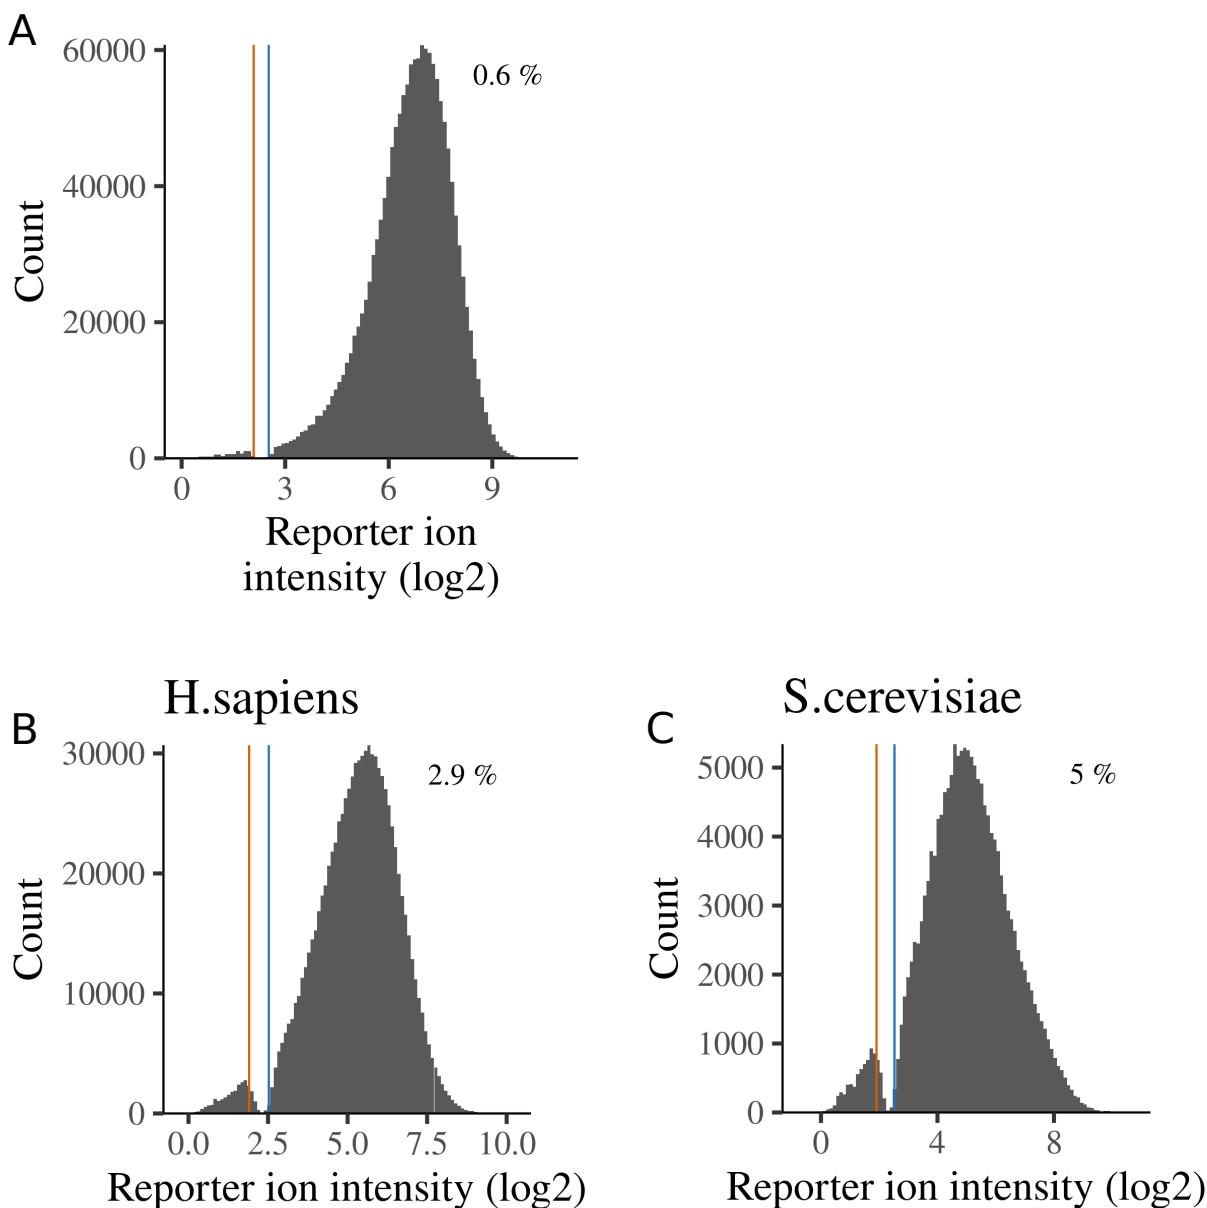 A
60000
40000
20000
0
Count
0.6 %
0 3 6 9
Reporter ion
intensity (log2)
H.sapiens
B
30000
20000
10000
0
Count
2.9 %
0.0 2.5 5.0 7.5 10.0
Reporter ion intensity (log2)
S.cerevisiae
C
5000
4000
3000
2000
1000
0
Count
5 %
0 4 8
Reporter ion intensity (log2)